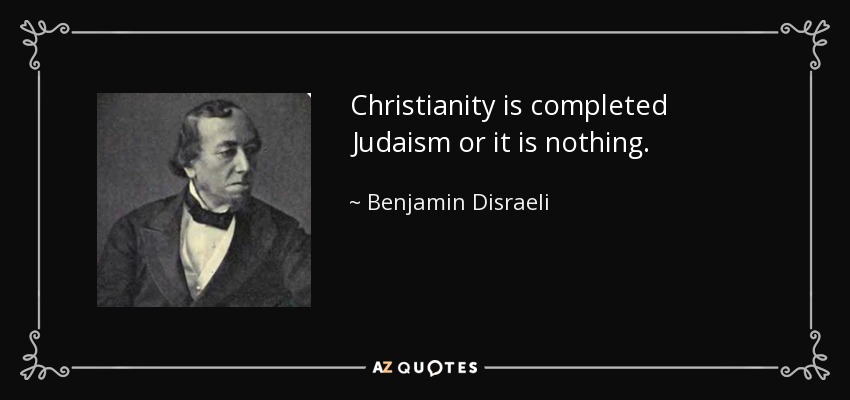 Christianity is completed
Judaism or it is nothing.
~ Benjamin Disraeli
AZ QUOTES